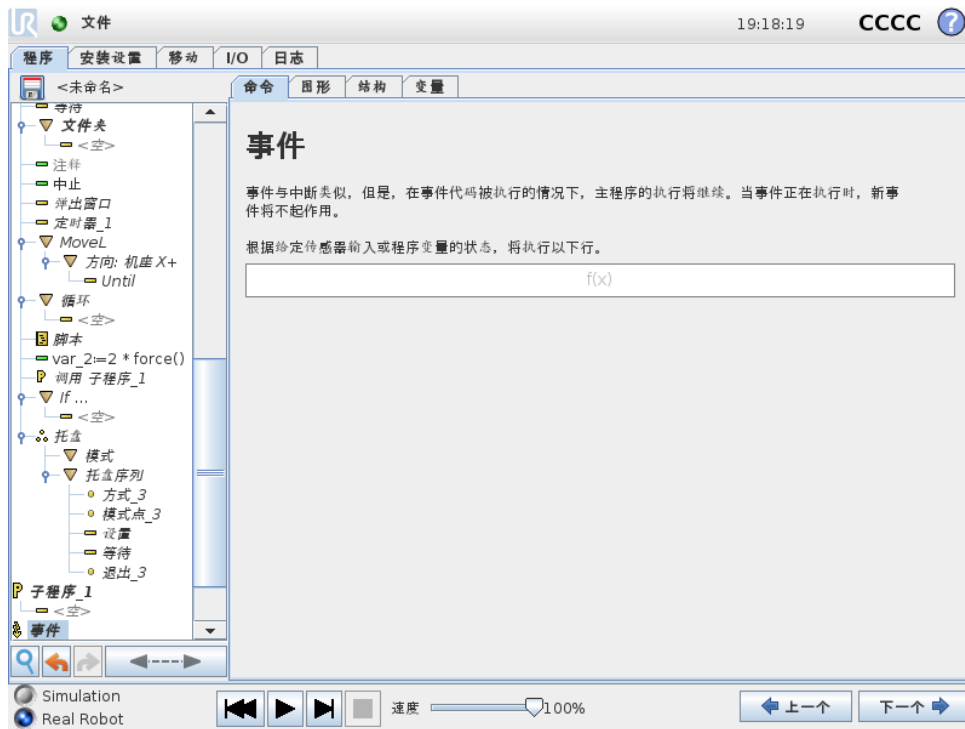 UR 文件 19:18:19 CCCC ?
程序 安装设置 移动 I/O 日志
<未命名> 命令 图形 结构 变量
等待
文件夹
<空>
注释
中止
弹出窗口
定时器_1
MoveL
方向: 机座 X+
Until
循环
<空>
脚本
var_2≔2 * force()
调用 子程序_1
If ...
<空>
托盘
模式
托盘序列
方式_3
模式点_3
设置
等待
退出_3
子程序_1
<空>
事件
事件
事件与中断类似，但是，在事件代码被执行的情况下，主程序的执行将继续。当事件正在执行时，新事
件将不起作用。
根据给定传感器输入或程序变量的状态，将执行以下行。
f(x)
Simulation
Real Robot
速度 100%
上一个 下一个